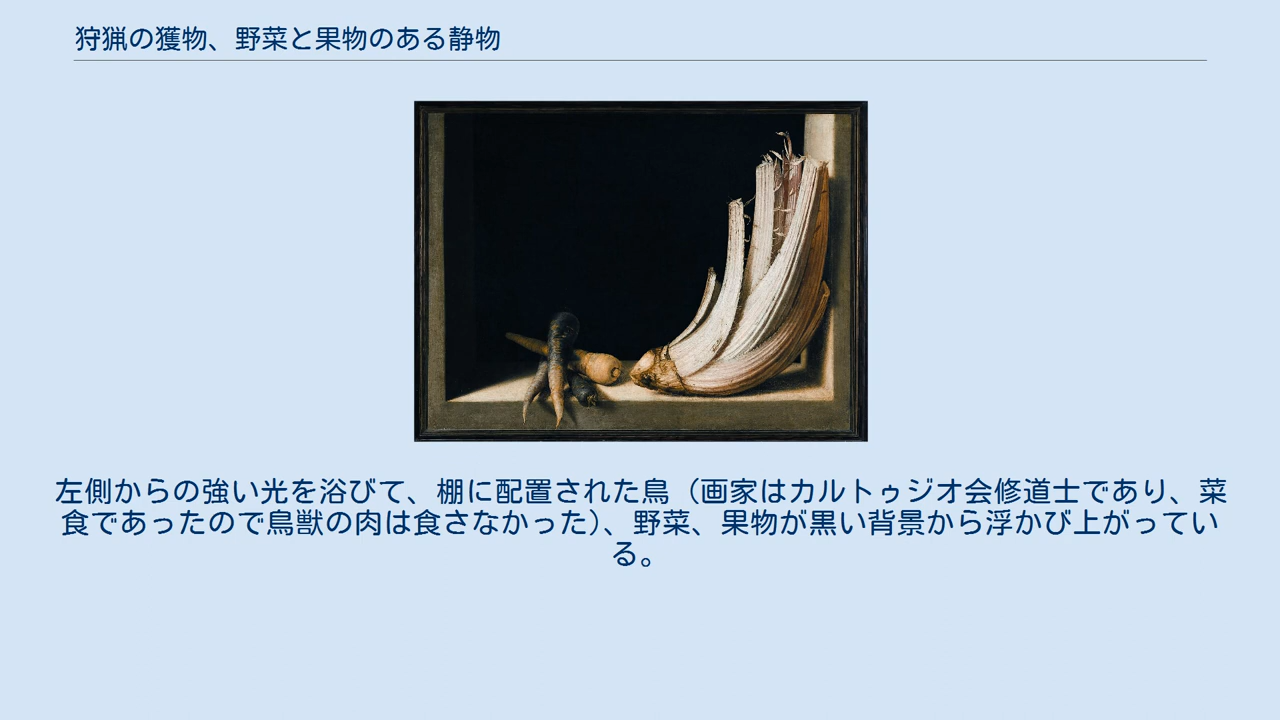 狩猟の獲物、野菜と果物のある静物
左側からの強い光を浴びて、棚に配置された鳥（画家はカルトゥジオ会修道士であり、菜
食であったので鳥獣の肉は食さなかった）、野菜、果物が黒い背景から浮かび上がってい
る。